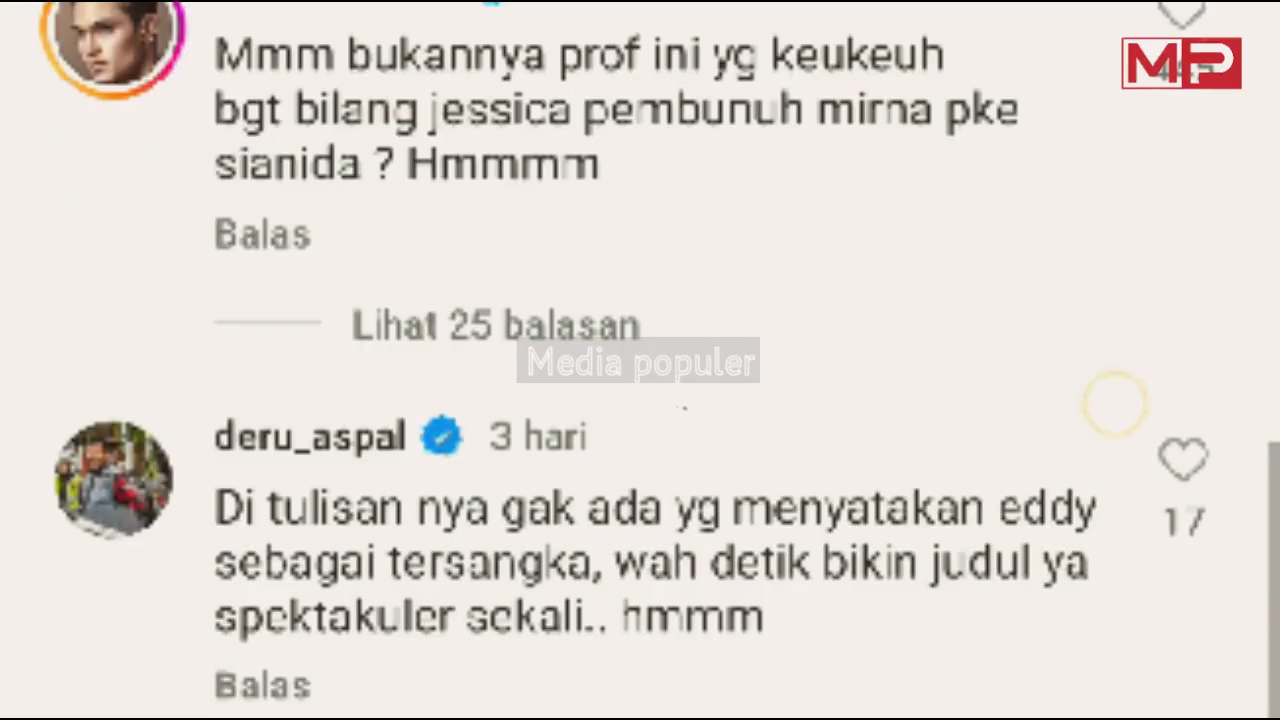 MP
Mmm bukannya prof ini yg keukeuh
bgt bilang jessica pembunuh mirna pke
sianida ? Hmmmm
Balas
Lihat 25 balasan
Media populer
deru_aspal 3 hari
Di tulisan nya gak ada yg menyatakan eddy
sebagai tersangka, wah detik bikin judul ya
spektakuler sekali.. hmmm
17
Balas